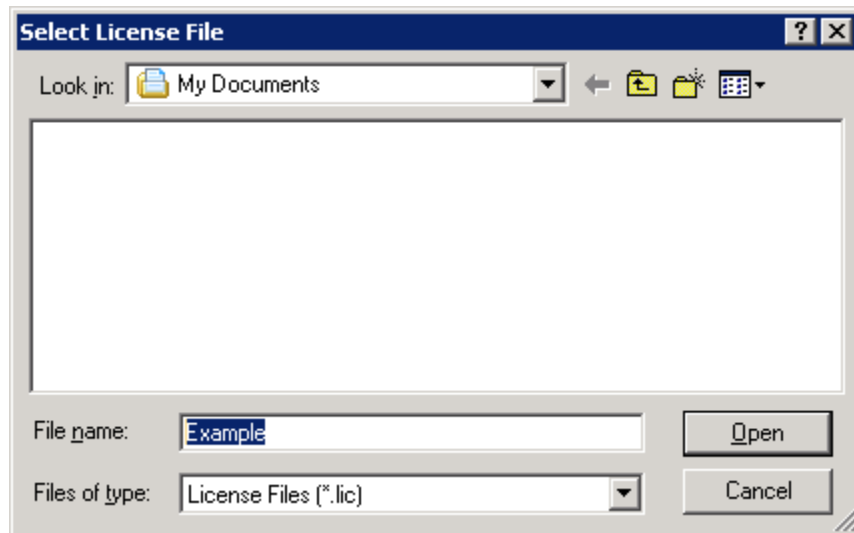 Select License File
Look in: My Documents
File name: Example Open
Files of type: License Files (*.lic) Cancel